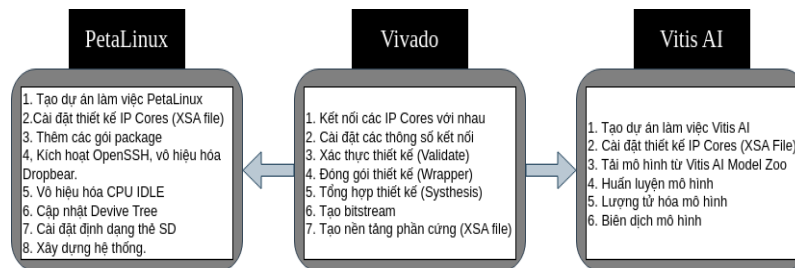 PetaLinux
1. Tạo dự án làm việc PetaLinux
2.Cài đặt thiết kế IP Cores (XSA file)
3. Thêm các gói package
4, Kích hoạt OpenSSH, vô hiệu hóa
Dropbear.
5. Vô hiệu hóa CPU IDLE
6. Cập nhật Devive Tree
7. Cài đặt định dạng thẻ SD
8. Xây dựng hệ thống.
Vivado
1. Kết nối các IP Cores với nhau
2. Cài đặt các thông số kết nối
3. Xác thực thiết kế (Validate)
4. Đóng gói thiết kế (Wrapper)
5. Tổng hợp thiết kế (Systhesis)
6. Tạo bitstream
7. Tạo nền tảng phần cứng (XSA file)
Vitis AI
1. Tạo dự án làm việc Vitis AI
2. Cài đặt thiết kế IP Cores (XSA File)
3. Tải mô hình từ Vitis AI Model Zoo
4. Huấn luyện mô hình
5. Lượng tử hóa mô hình
6. Biên dịch mô hình